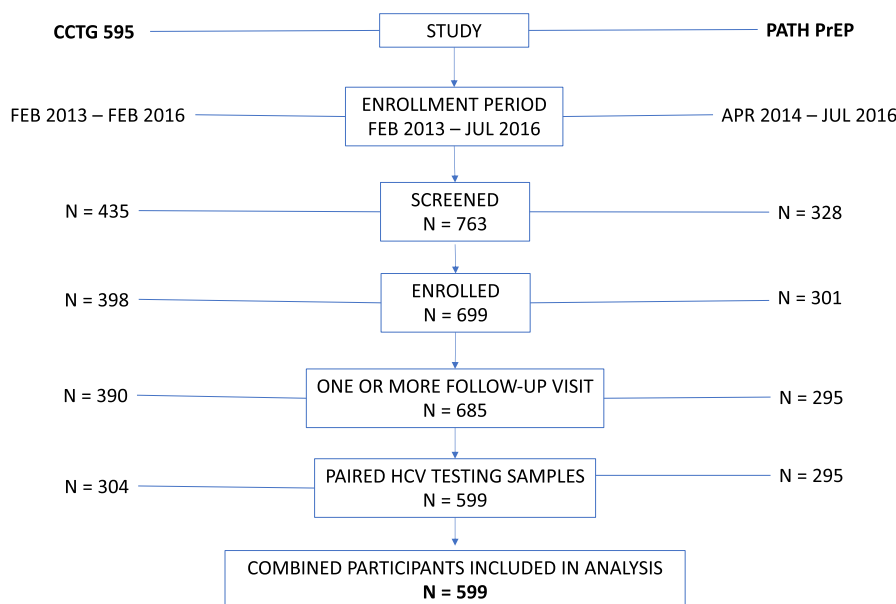 CCTG 595
STUDY
PATH PrEP
FEB 2013 – FEB 2016
ENROLLMENT PERIOD
FEB 2013 – JUL 2016
APR 2014 – JUL 2016
N = 435
SCREENED
N = 763
N = 328
N = 398
ENROLLED
N = 699
N = 301
N = 390
ONE OR MORE FOLLOW-UP VISIT
N = 685
N = 295
N = 304
PAIRED HCV TESTING SAMPLES
N = 599
N = 295
COMBINED PARTICIPANTS INCLUDED IN ANALYSIS
N = 599